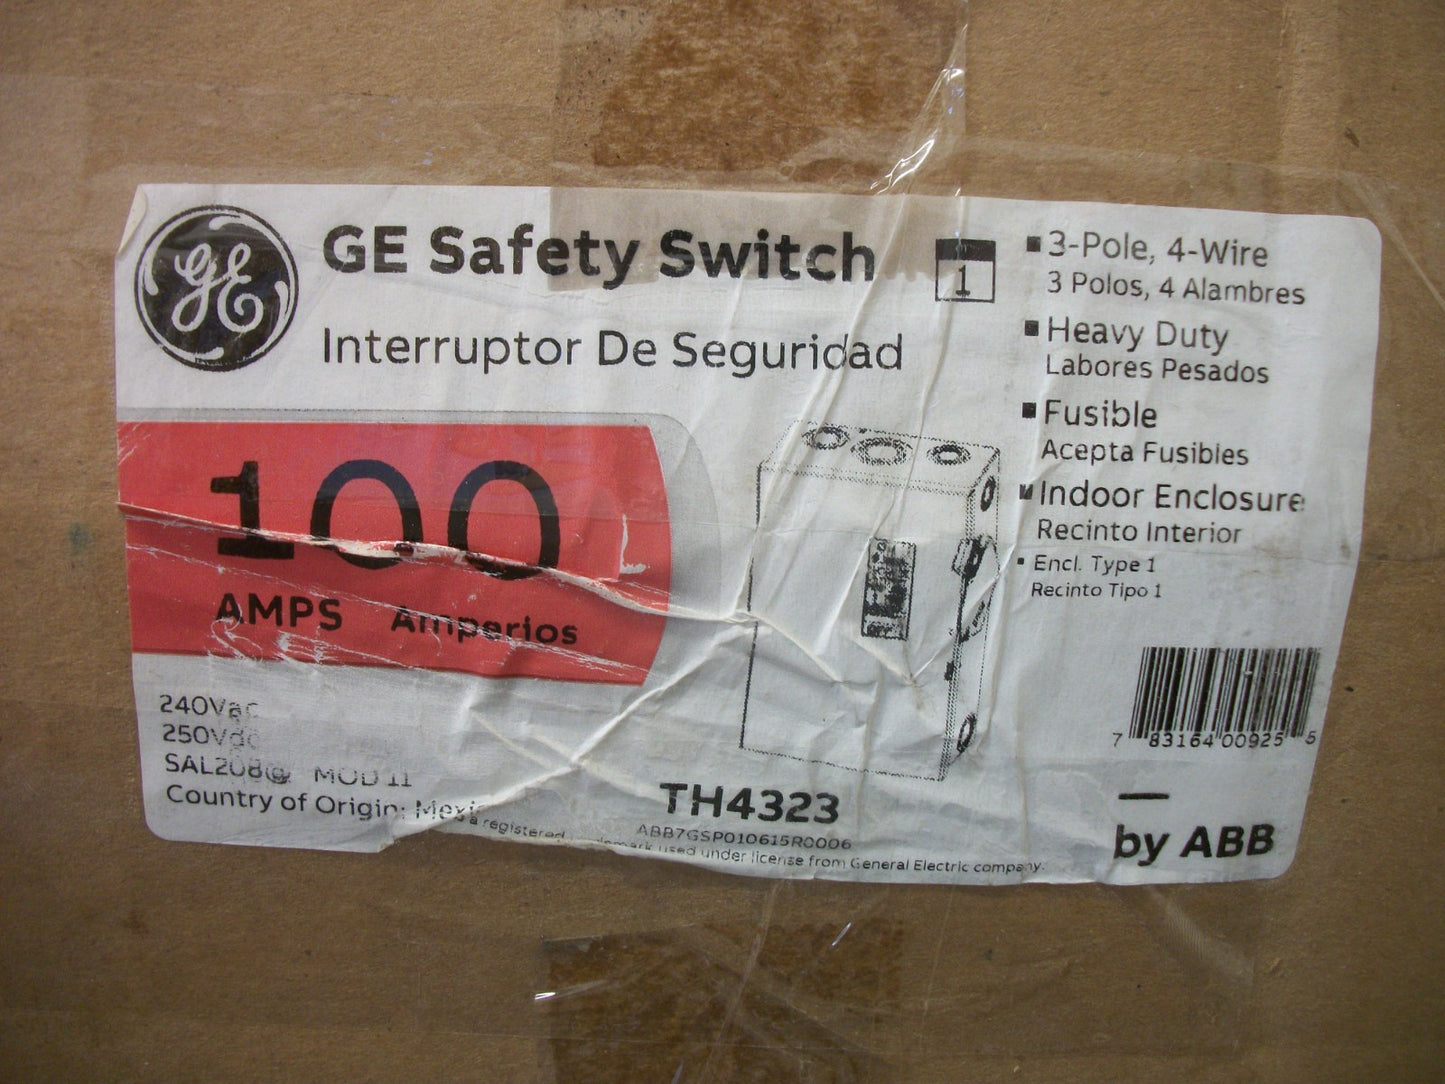 GE
GE Safety Switch
Interruptor De Seguridad
1
3-Pole, 4-Wire
3 Polos, 4 Alambres
Heavy Duty
Labores Pesados
Fusible
Acepta Fusibles
Indoor Enclosure
Recinto Interior
Encl. Type 1
Recinto Tipo 1
100
AMPS Amperios
240Vac
250Vdc
SAL208@ MOD 11
Country of Origin: Mexi
TH4323
ABB7GSP010615R0006
a registered used under license from General Electric company.
7 83164 00925 5
by ABB